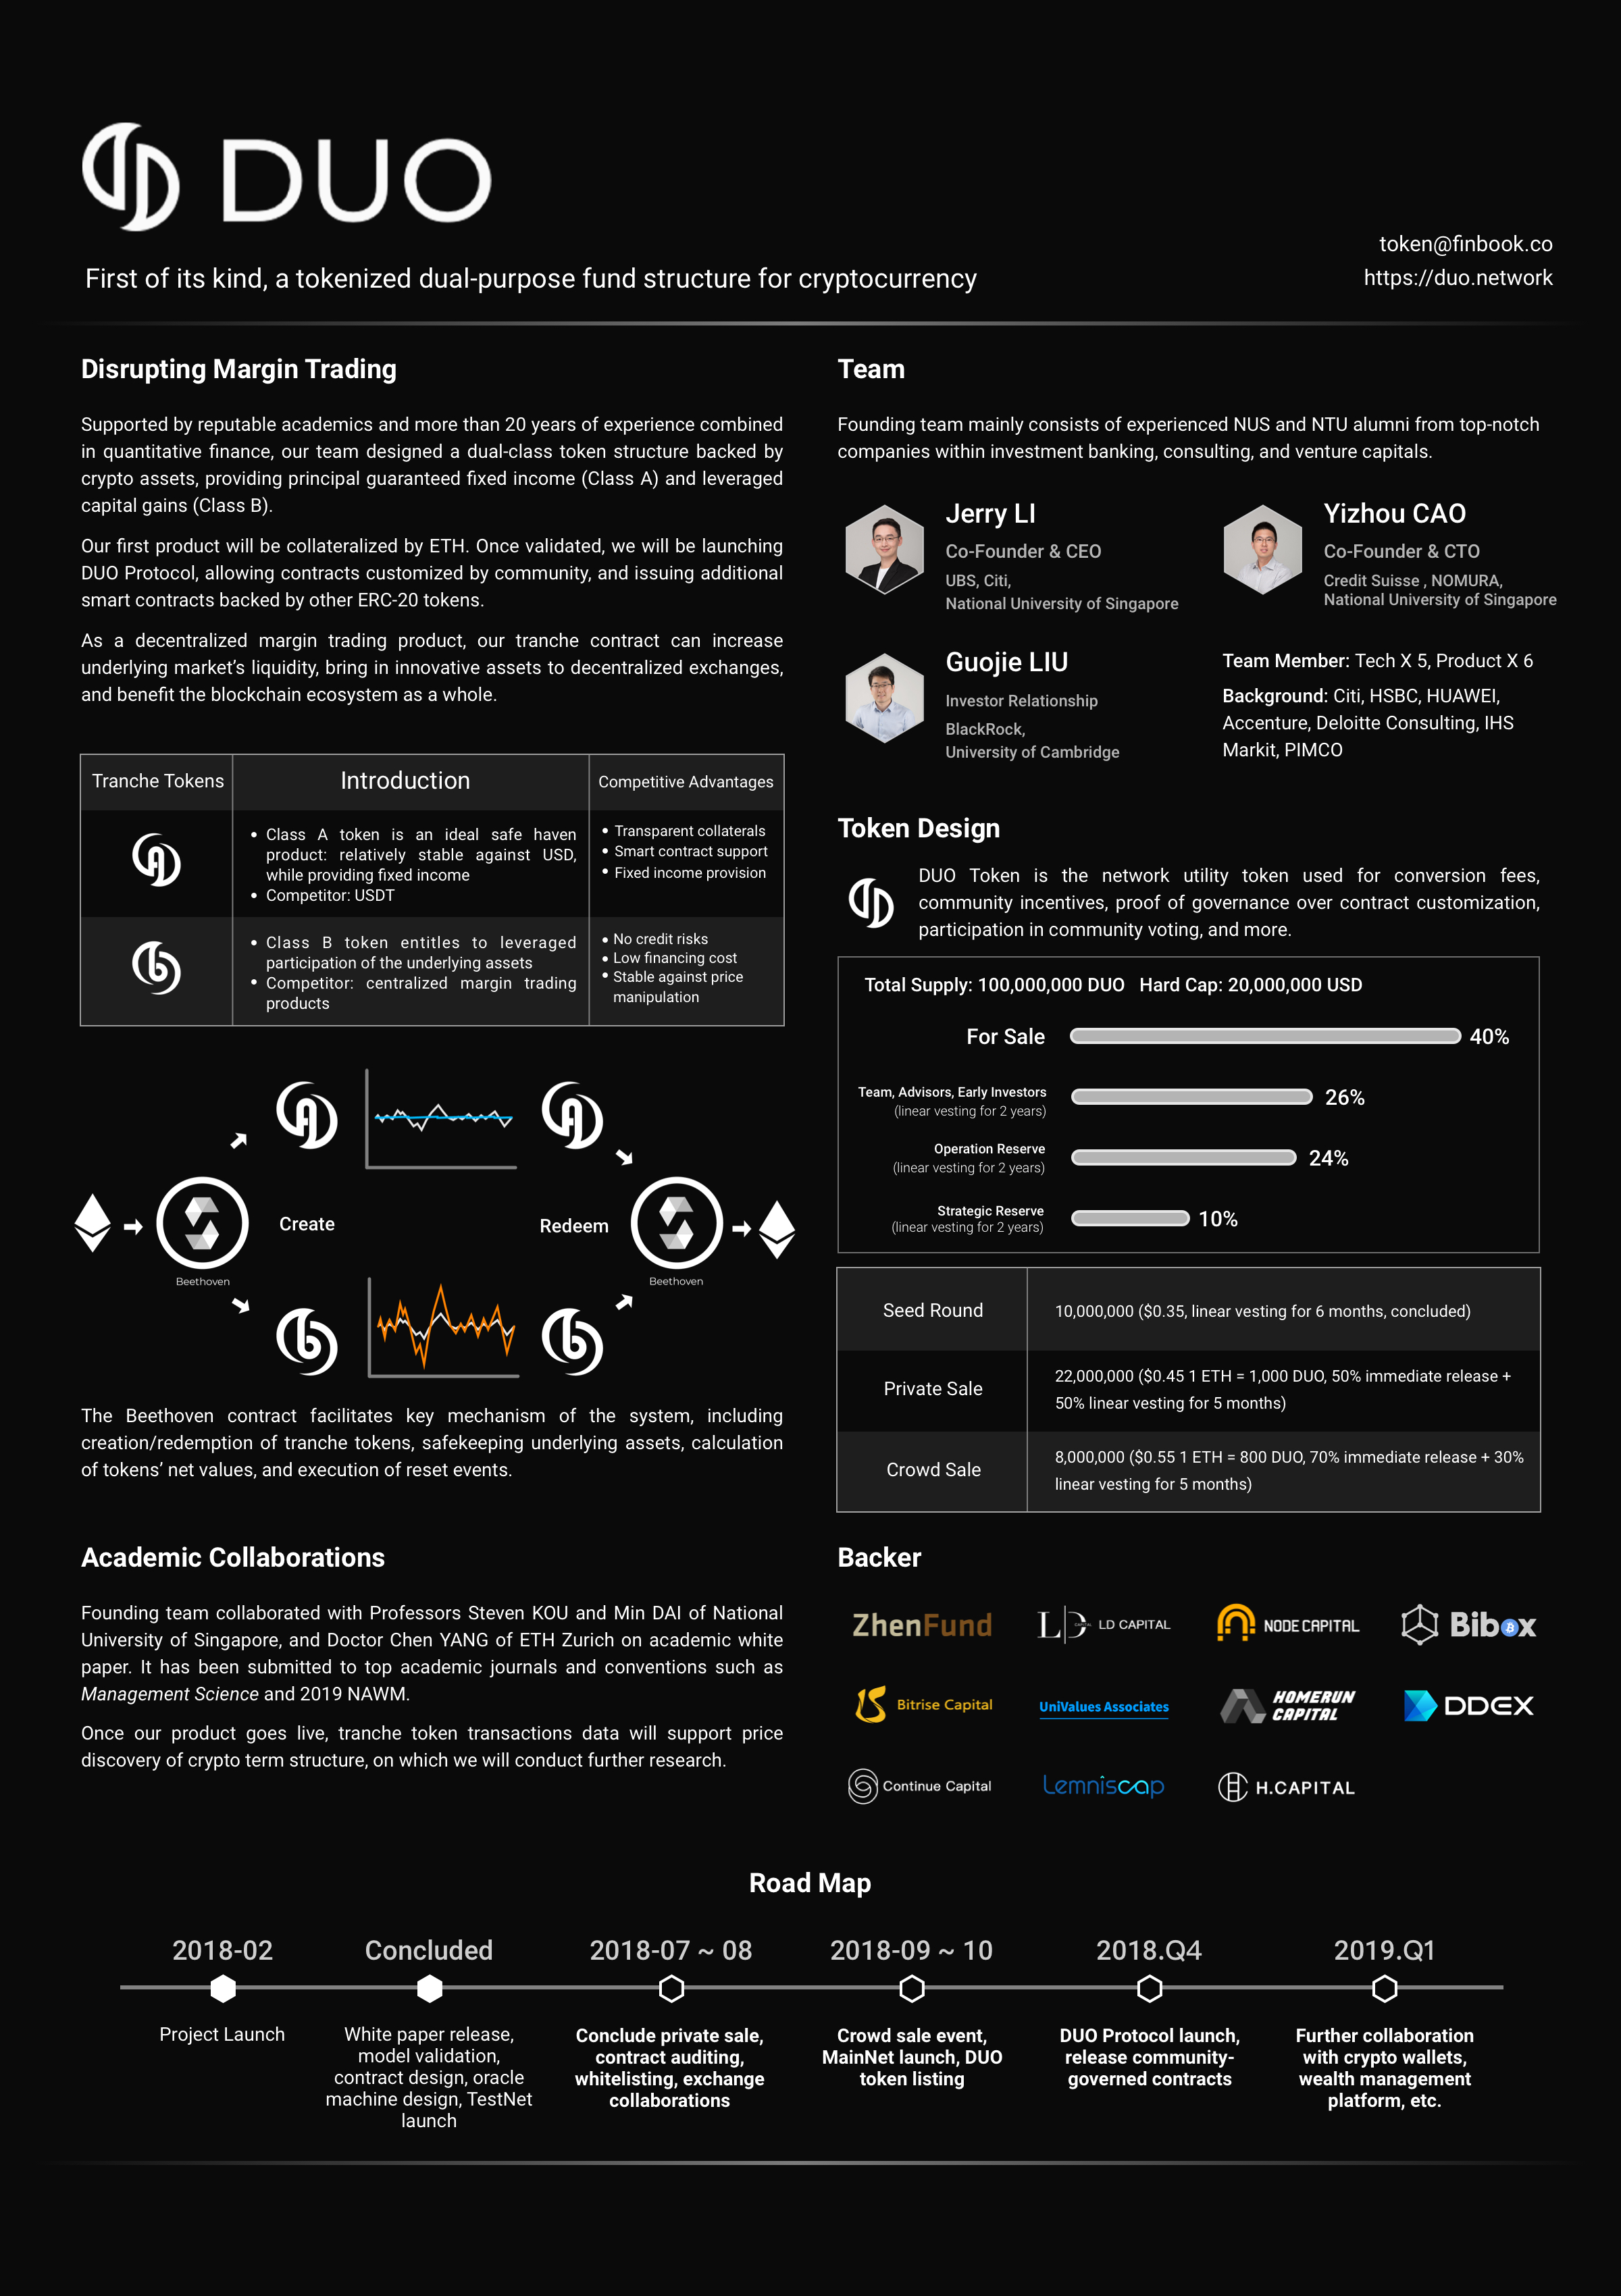 DUO
First of its kind, a tokenized dual-purpose fund structure for cryptocurrency
token@finbook.co
https://duo.network
Disrupting Margin Trading
Supported by reputable academics and more than 20 years of experience combined
in quantitative finance, our team designed a dual-class token structure backed by
crypto assets, providing principal guaranteed fixed income (Class A) and leveraged
capital gains (Class B).
Our first product will be collateralized by ETH. Once validated, we will be launching
DUO Protocol, allowing contracts customized by community, and issuing additional
smart contracts backed by other ERC-20 tokens.
As a decentralized margin trading product, our tranche contract can increase
underlying market’s liquidity, bring in innovative assets to decentralized exchanges,
and benefit the blockchain ecosystem as a whole.
Tranche Tokens
Introduction
Competitive Advantages
A
• Class A token is an ideal safe haven
product: relatively stable against USD,
while providing fixed income
• Competitor: USDT
• Transparent collaterals
• Smart contract support
• Fixed income provision
b
• Class B token entitles to leveraged
participation of the underlying assets
• Competitor: centralized margin trading
products
• No credit risks
• Low financing cost
• Stable against price
manipulation
A
A
Create
Redeem
Beethoven
Beethoven
b
b
The Beethoven contract facilitates key mechanism of the system, including
creation/redemption of tranche tokens, safekeeping underlying assets, calculation
of tokens’ net values, and execution of reset events.
Academic Collaborations
Founding team collaborated with Professors Steven KOU and Min DAI of National
University of Singapore, and Doctor Chen YANG of ETH Zurich on academic white
paper. It has been submitted to top academic journals and conventions such as
Management Science and 2019 NAWM.
Once our product goes live, tranche token transactions data will support price
discovery of crypto term structure, on which we will conduct further research.
Team
Founding team mainly consists of experienced NUS and NTU alumni from top-notch
companies within investment banking, consulting, and venture capitals.
Jerry LI
Co-Founder & CEO
UBS, Citi,
National University of Singapore
Yizhou CAO
Co-Founder & CTO
Credit Suisse , NOMURA,
National University of Singapore
Guojie LIU
Investor Relationship
BlackRock,
University of Cambridge
Team Member: Tech X 5, Product X 6
Background: Citi, HSBC, HUAWEI,
Accenture, Deloitte Consulting, IHS
Markit, PIMCO
Token Design
DUO Token is the network utility token used for conversion fees,
community incentives, proof of governance over contract customization,
participation in community voting, and more.
Total Supply: 100,000,000 DUO Hard Cap: 20,000,000 USD
For Sale 40%
Team, Advisors, Early Investors
(linear vesting for 2 years)
26%
Operation Reserve
(linear vesting for 2 years)
24%
Strategic Reserve
(linear vesting for 2 years)
10%
Seed Round
10,000,000 ($0.35, linear vesting for 6 months, concluded)
Private Sale
22,000,000 ($0.45 1 ETH = 1,000 DUO, 50% immediate release +
50% linear vesting for 5 months)
Crowd Sale
8,000,000 ($0.55 1 ETH = 800 DUO, 70% immediate release + 30%
linear vesting for 5 months)
Backer
ZhenFund
LD LD CAPITAL
NODE CAPITAL
Bibox
Bitrise Capital
UniValues Associates
HOMERUN
CAPITAL
DDEX
Continue Capital
Lemniscap
H.CAPITAL
Road Map
2018-02
Project Launch
Concluded
White paper release,
model validation,
contract design, oracle
machine design, TestNet
launch
2018-07 ~ 08
Conclude private sale,
contract auditing,
whitelisting, exchange
collaborations
2018-09 ~ 10
Crowd sale event,
MainNet launch, DUO
token listing
2018.Q4
DUO Protocol launch,
release community-
governed contracts
2019.Q1
Further collaboration
with crypto wallets,
wealth management
platform, etc.